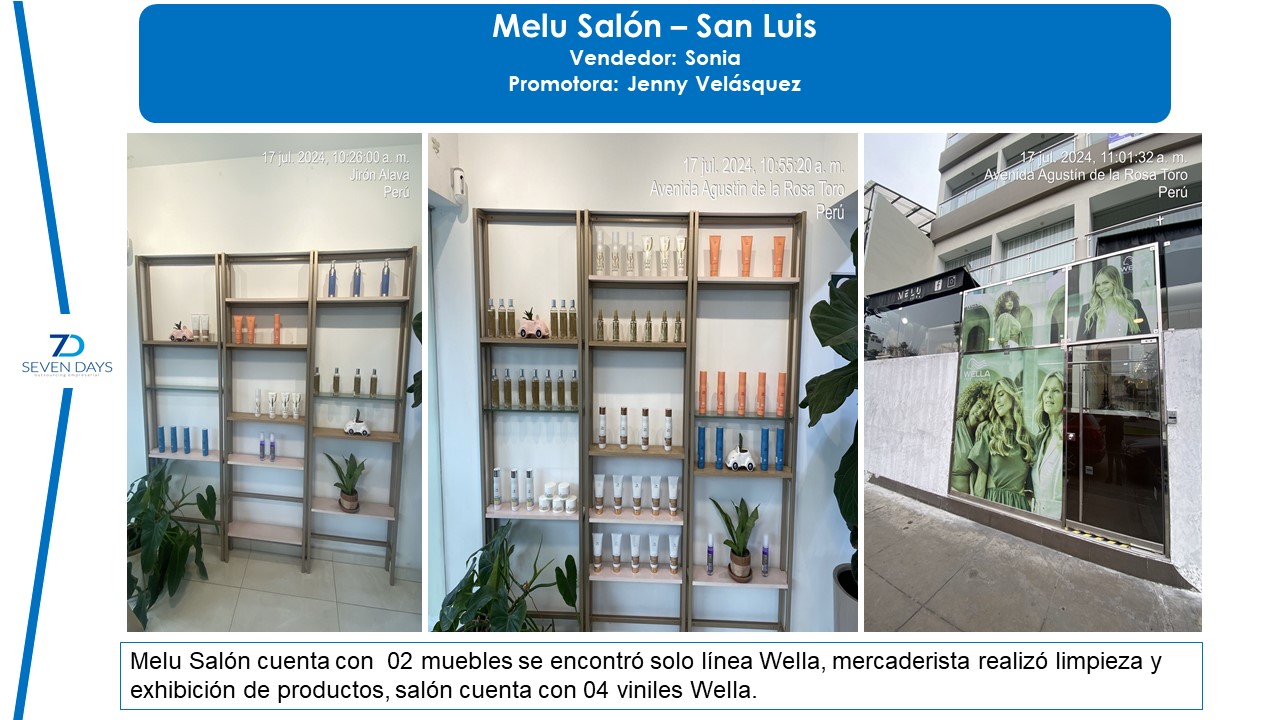 Melu Salón – San Luis
Vendedor: Sonia
Promotora: Jenny Velásquez
17 jul. 2024, 10:26:00 a. m.
Jirón Alava
Perú
17 jul. 2024, 10:55:20 a. m.
Avenida Agustín de la Rosa Toro
Perú
17 jul. 2024, 11:01:32 a. m.
Avenida Agustín de la Rosa Toro
Perú
MELU
WELLA
WELLA
7D
SEVEN DAYS
Melu Salón cuenta con 02 muebles se encontró solo línea Wella, mercaderista realizó limpieza y
exhibición de productos, salón cuenta con 04 viniles Wella.